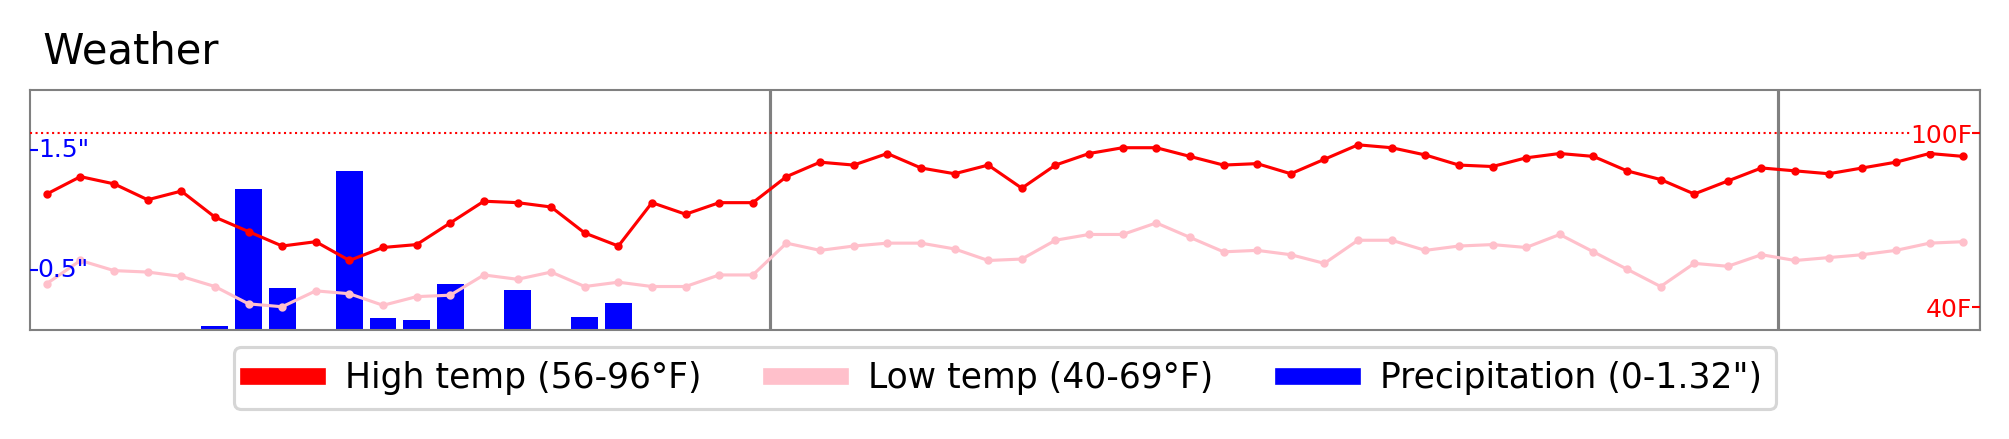 Weather
1.5"
100F
0.5"
40F
High temp (56-96°F) Low temp (40-69°F) Precipitation (0-1.32")